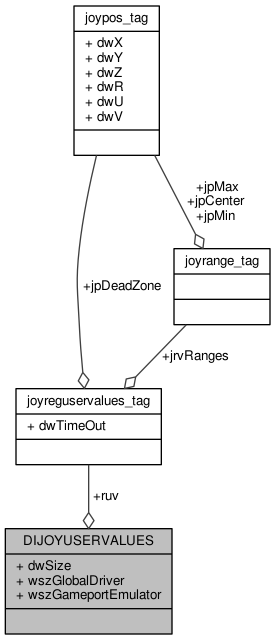 joypos_tag
+ dwX
+ dwY
+ dwZ
+ dwR
+ dwU
+ dwV
+jpMax
+jpCenter
+jpMin
joyrange_tag
+jpDeadZone
+jrvRanges
joyreguservalues_tag
+ dwTimeOut
+ruv
DIJOYUSERVALUES
+ dwSize
+ wszGlobalDriver
+ wszGameportEmulator